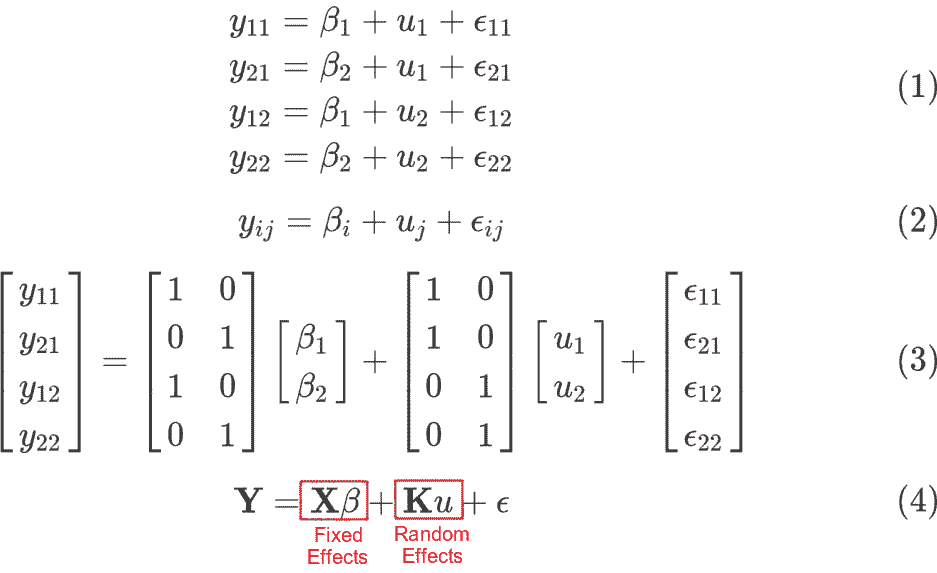 y₁₁ = β₁ + u₁ + ϵ₁₁
y₂₁ = β₂ + u₁ + ϵ₂₁
(1)
y₁₂ = β₁ + u₂ + ϵ₁₂
y₂₂ = β₂ + u₂ + ϵ₂₂
yᵢⱼ = βᵢ + uⱼ + ϵᵢⱼ (2)
[y₁₁; y₂₁; y₁₂; y₂₂] = [1 0; 0 1; 1 0; 0 1] [β₁; β₂] + [1 0; 1 0; 0 1; 0 1] [u₁; u₂] + [ϵ₁₁; ϵ₂₁; ϵ₁₂; ϵ₂₂] (3)
Y = Xβ + Ku + ϵ (4)
Fixed Random
Effects Effects